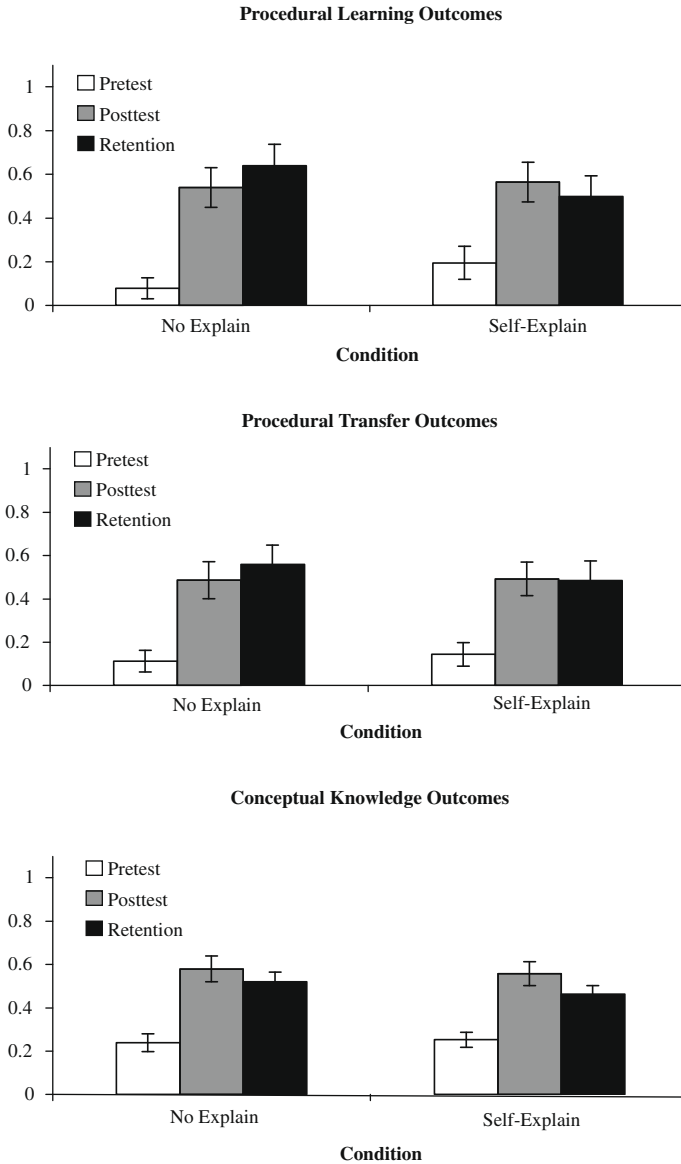 Procedural Learning Outcomes
1
Pretest
0.8
Posttest
Retention
0.6
0.4
0.2
0
No Explain
Self-Explain
Condition
Procedural Transfer Outcomes
Pretest
1
Posttest
0.8
Retention
0.6
0.4
0.2
0
No Explain
Self-Explain
Condition
Conceptual Knowledge Outcomes
Pretest
1
Posttest
0.8
Retention
0.6
0.4
0.2
0
No Explain
Self-Explain
Condition